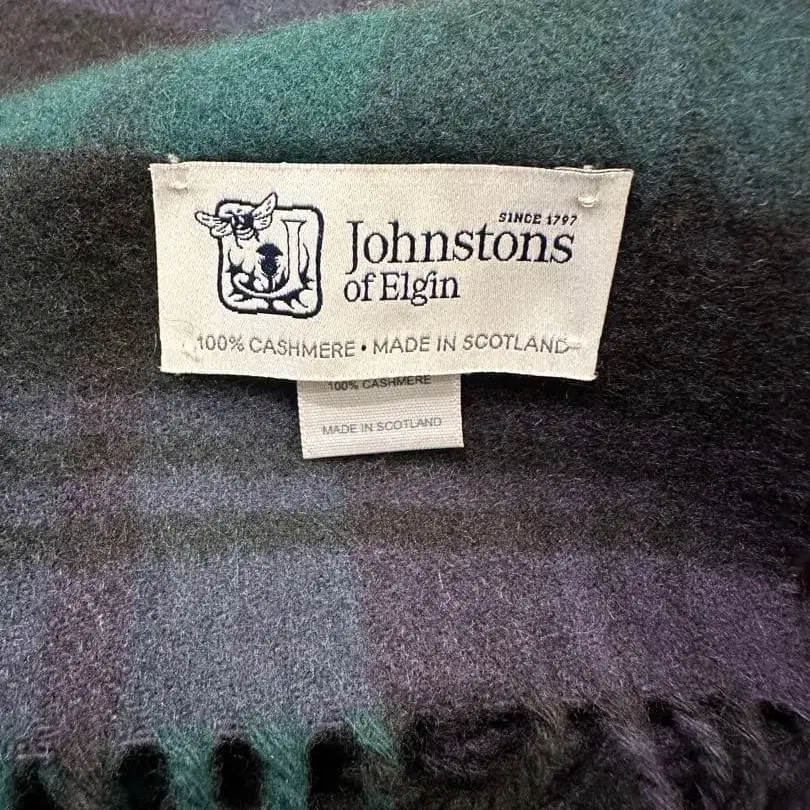 SINCE 1797
Johnstons
of Elgin
100% CASHMERE • MADE IN SCOTLAND
100% CASHMERE
MADE IN SCOTLAND